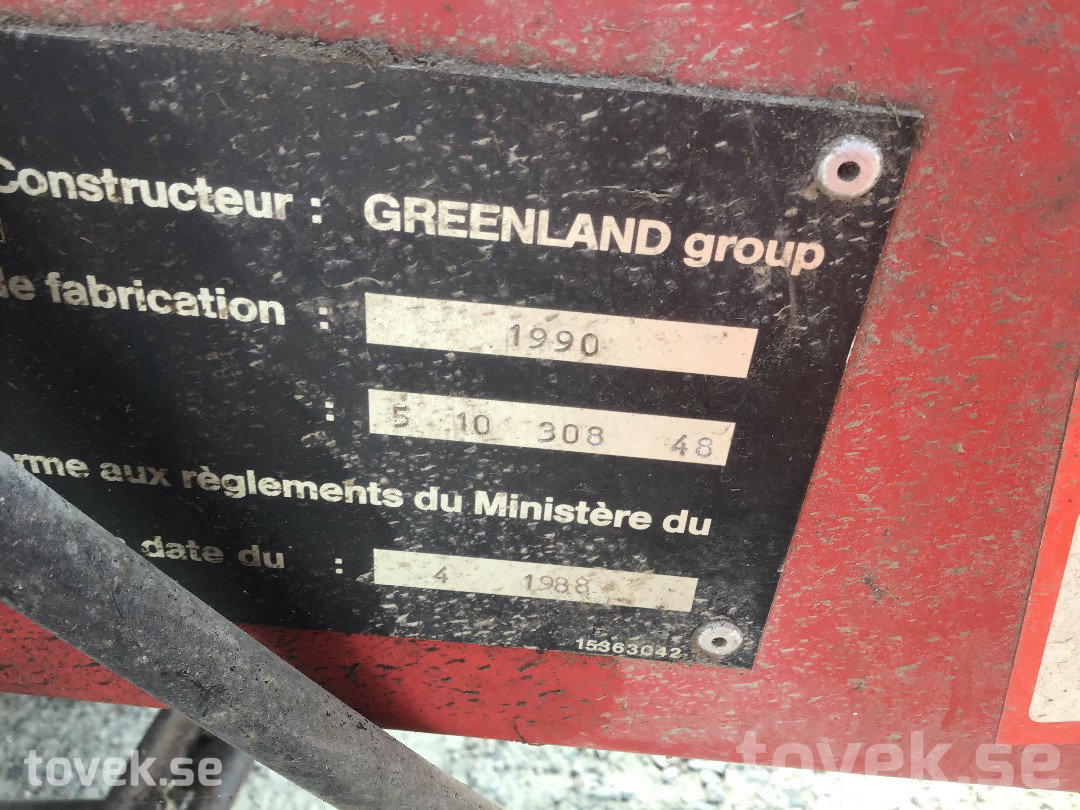 Constructeur : GREENLAND group
de fabrication : 1990
: 5 10 308 48
rme aux règlements du Ministère du
date du : 4 1988
15363042
tovek.se
tovek.se